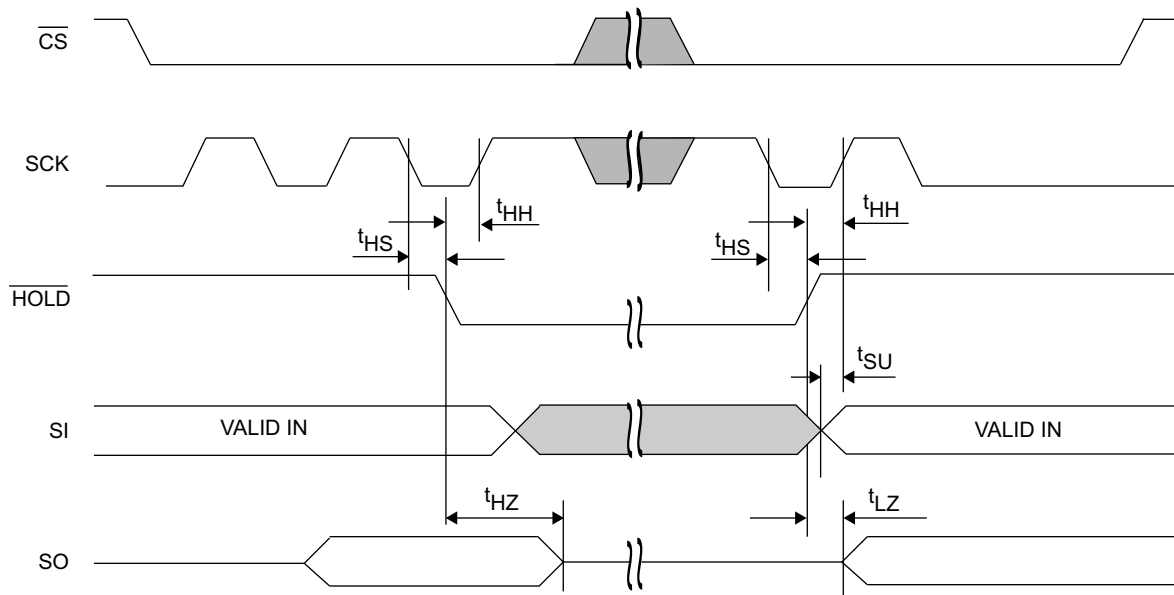 CS
SCK
tHH
tHH
tHS
tHS
HOLD
tSU
SI
VALID IN
VALID IN
tHZ
tLZ
SO